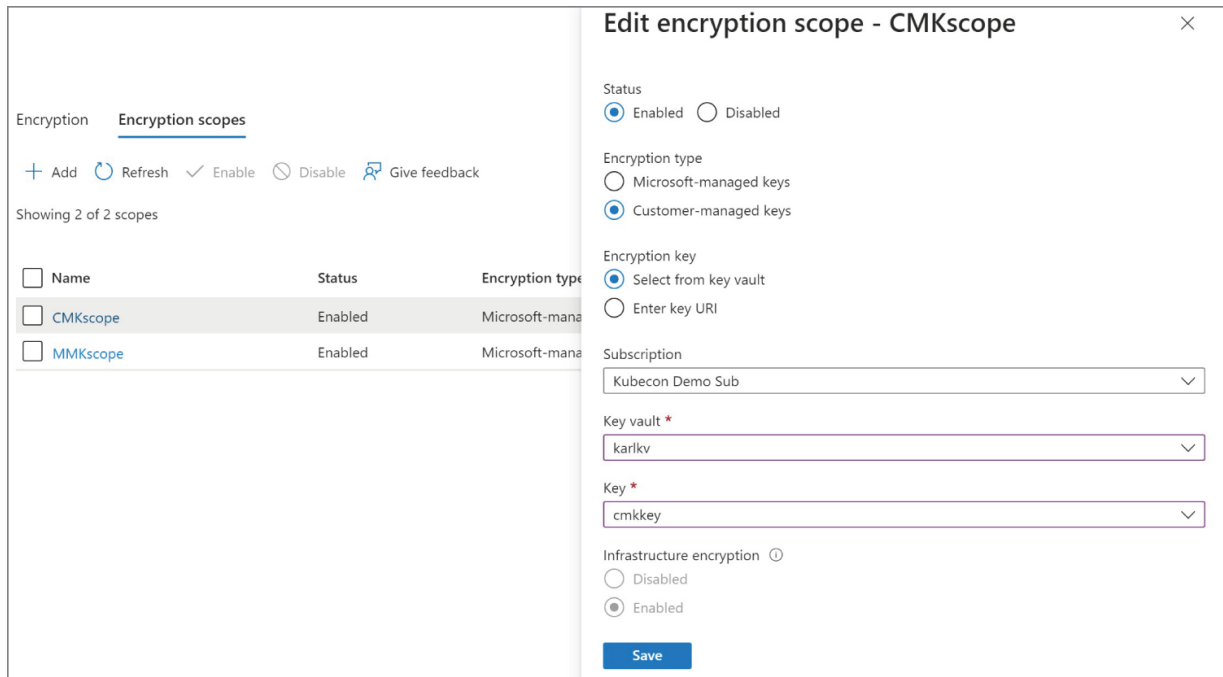 Edit encryption scope - CMKscope
Encryption
Encryption scopes
Add
Refresh
Enable
Disable
Give feedback
Showing 2 of 2 scopes
Name
Status
Encryption type
CMKscope
Enabled
Microsoft-mana
MMKscope
Enabled
Microsoft-mana
Status
Enabled
Disabled
Encryption type
Microsoft-managed keys
Customer-managed keys
Encryption key
Select from key vault
Enter key URI
Subscription
Kubecon Demo Sub
Key vault *
karlkv
Key *
cmkkey
Infrastructure encryption
Disabled
Enabled
Save